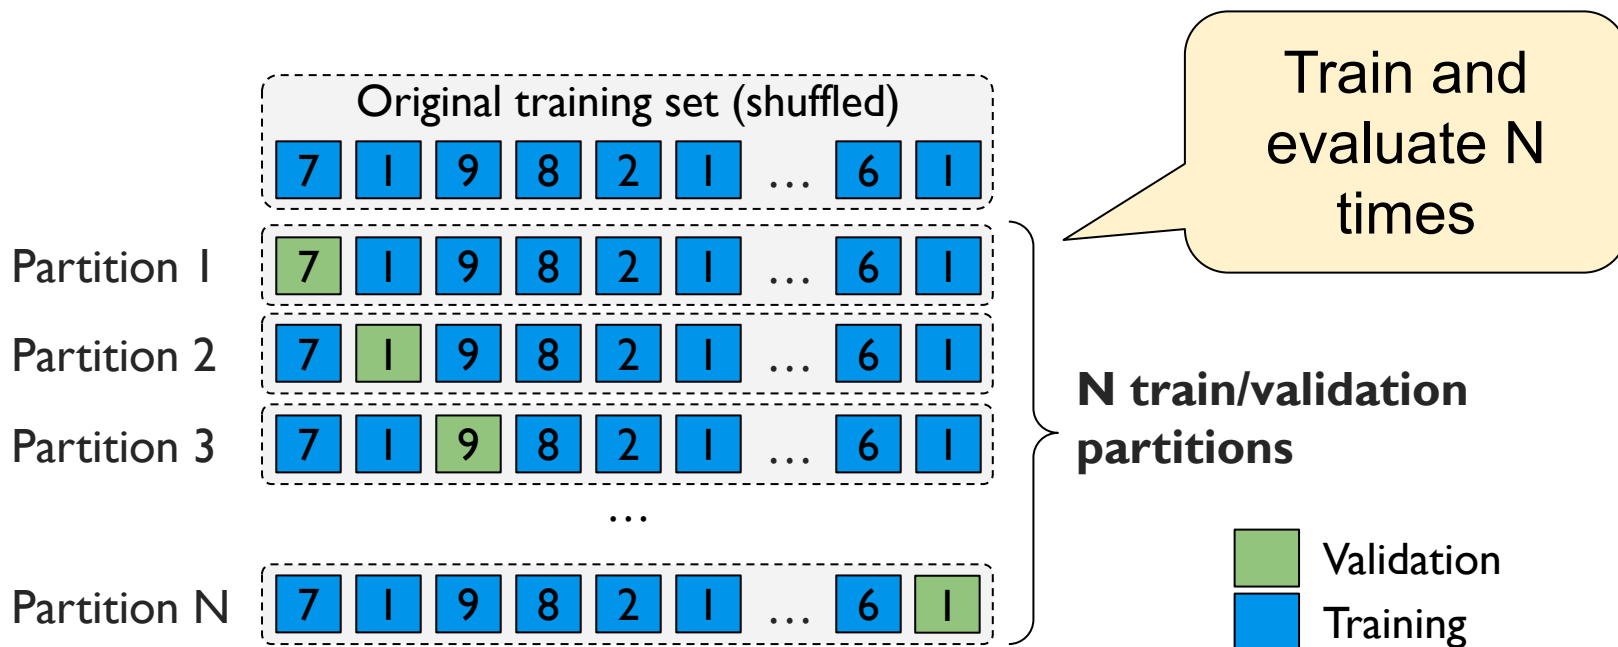 Original training set (shuffled)
7 1 9 8 2 1 ... 6 1
Partition 1 7 1 9 8 2 1 ... 6 1
Partition 2 7 1 9 8 2 1 ... 6 1
Partition 3 7 1 9 8 2 1 ... 6 1
...
Partition N 7 1 9 8 2 1 ... 6 1
Train and
evaluate N
times
N train/validation
partitions
Validation
Training